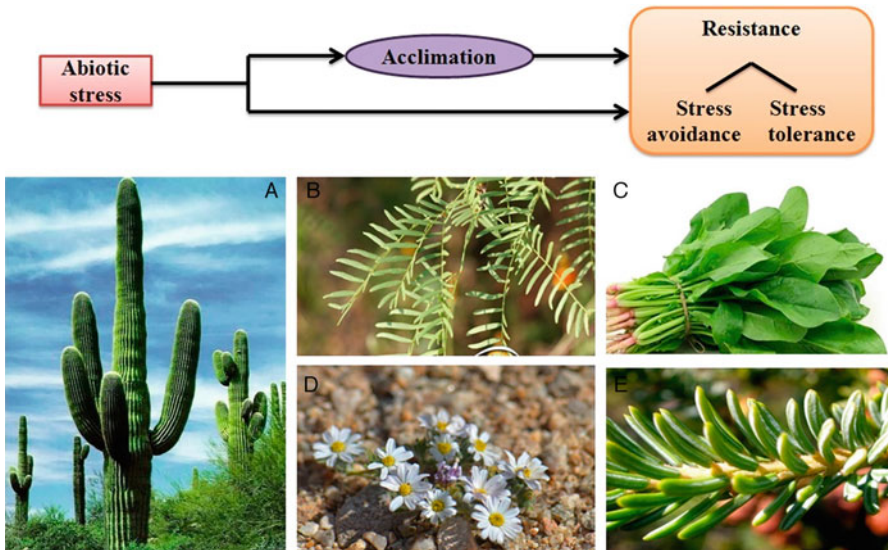 Resistance
Acclimation
Abiotic
stress
Stress
avoidance
Stress
tolerance
A
B
C
D
E